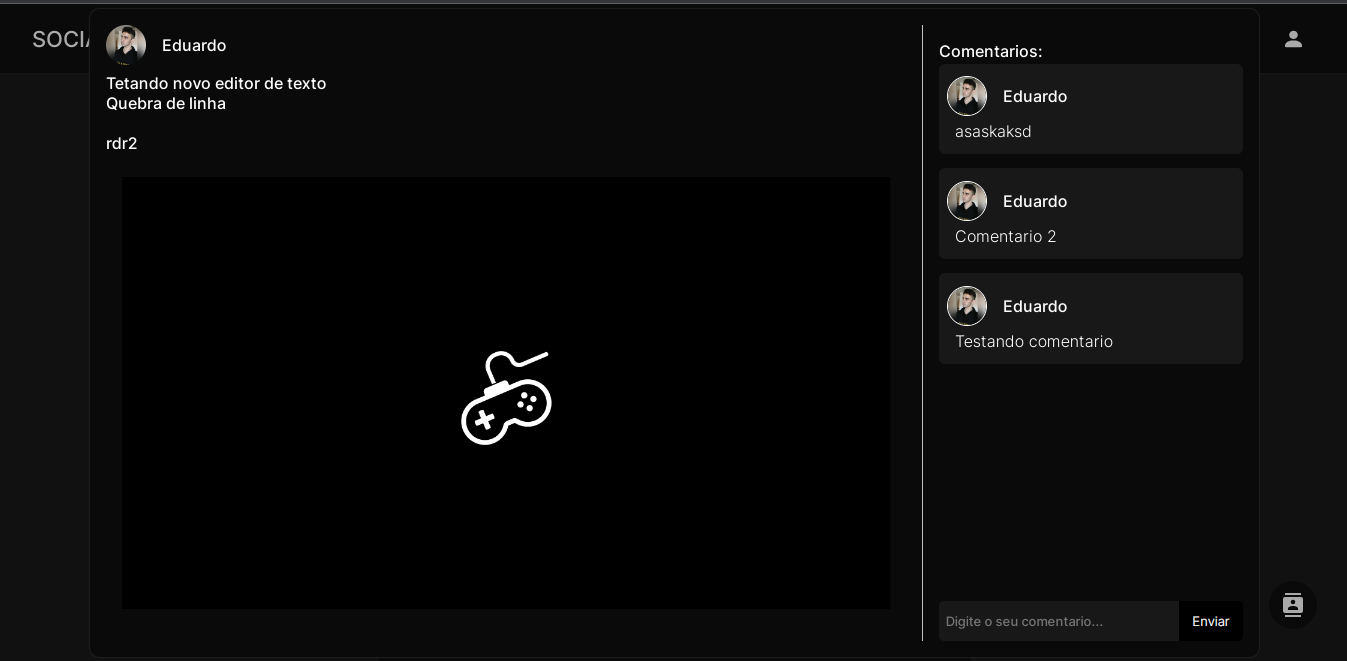 SOCIA
Eduardo
Tetando novo editor de texto
Quebra de linha
rdr2
Comentarios:
Eduardo
asaskaksd
Eduardo
Comentario 2
Eduardo
Testando comentario
Digite o seu comentario...
Enviar